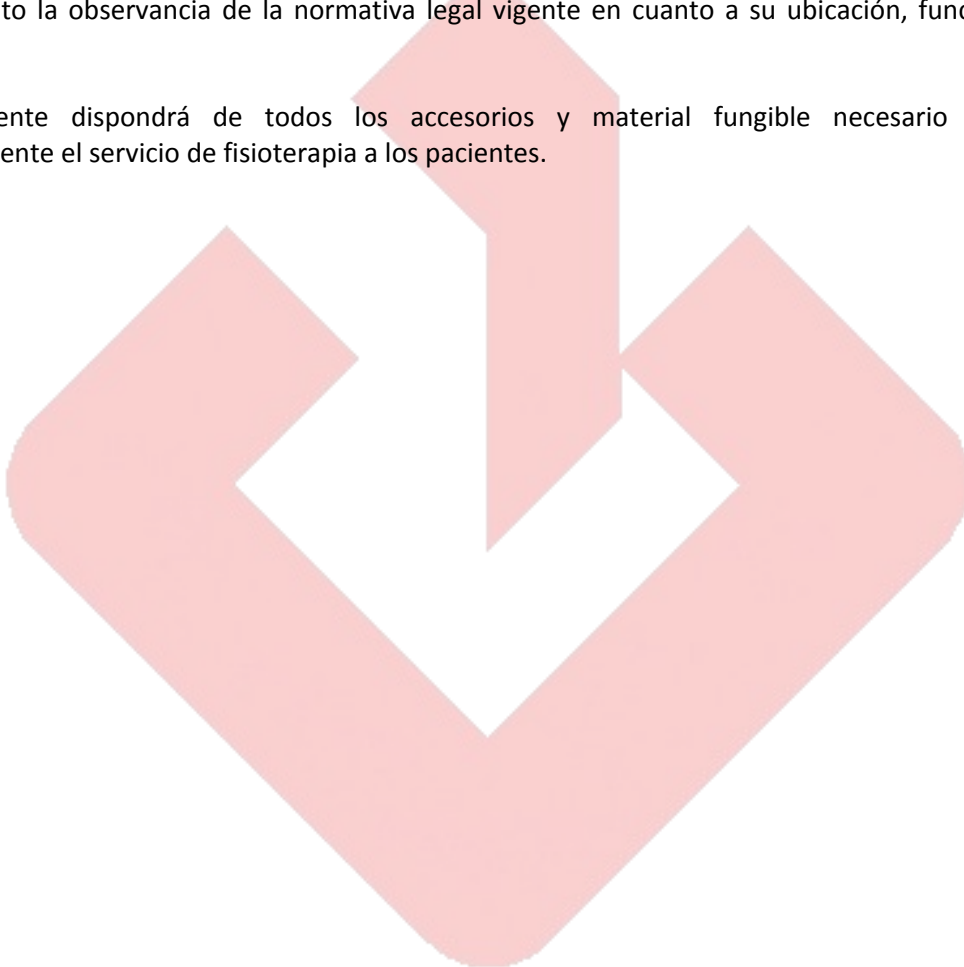 to la observancia de la normativa legal vigente en cuanto a su ubicación, func
ente dispondrá de todos los accesorios y material fungible necesario
ente el servicio de fisioterapia a los pacientes.